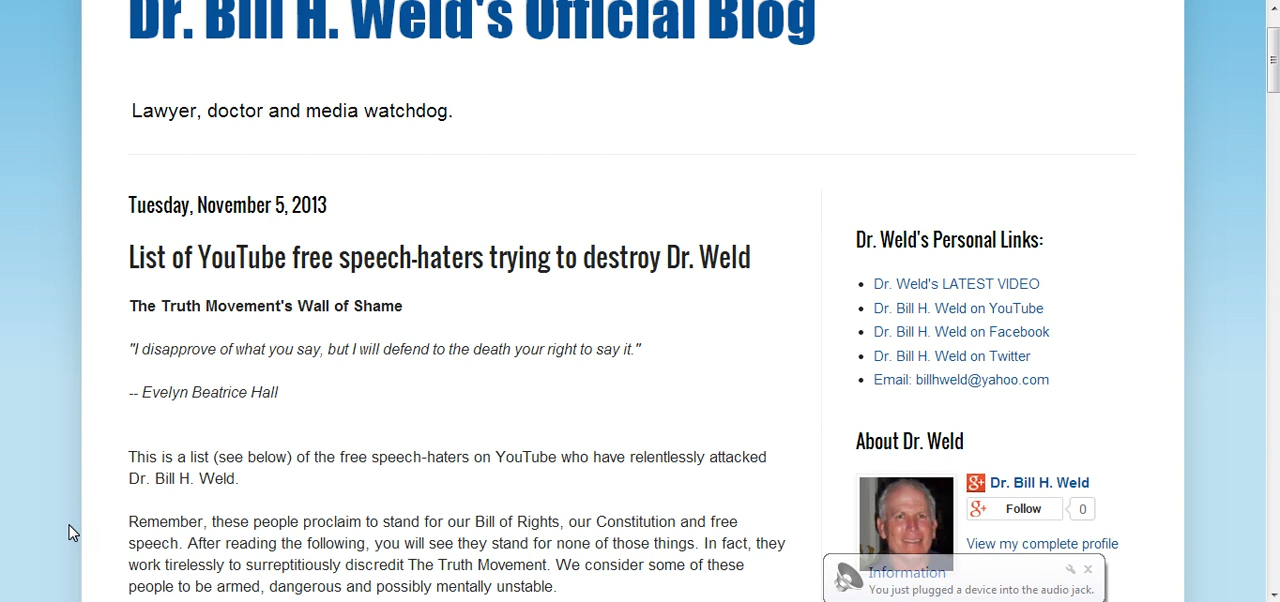 Dr. Bill H. Weld's Official Blog
Lawyer, doctor and media watchdog.
Tuesday, November 5, 2013
List of YouTube free speech-haters trying to destroy Dr. Weld
The Truth Movement's Wall of Shame
"I disapprove of what you say, but I will defend to the death your right to say it."
-- Evelyn Beatrice Hall
This is a list (see below) of the free speech-haters on YouTube who have relentlessly attacked
Dr. Bill H. Weld.
Remember, these people proclaim to stand for our Bill of Rights, our Constitution and free
speech. After reading the following, you will see they stand for none of those things. In fact, they
work tirelessly to surreptitiously discredit The Truth Movement. We consider some of these
people to be armed, dangerous and possibly mentally unstable.
Dr. Weld's Personal Links:
Dr. Weld's LATEST VIDEO
Dr. Bill H. Weld on YouTube
Dr. Bill H. Weld on Facebook
Dr. Bill H. Weld on Twitter
Email: billhweld@yahoo.com
About Dr. Weld
g+ Dr. Bill H. Weld
g+ Follow 0
View my complete profile
Information
You just plugged a device into the audio jack.